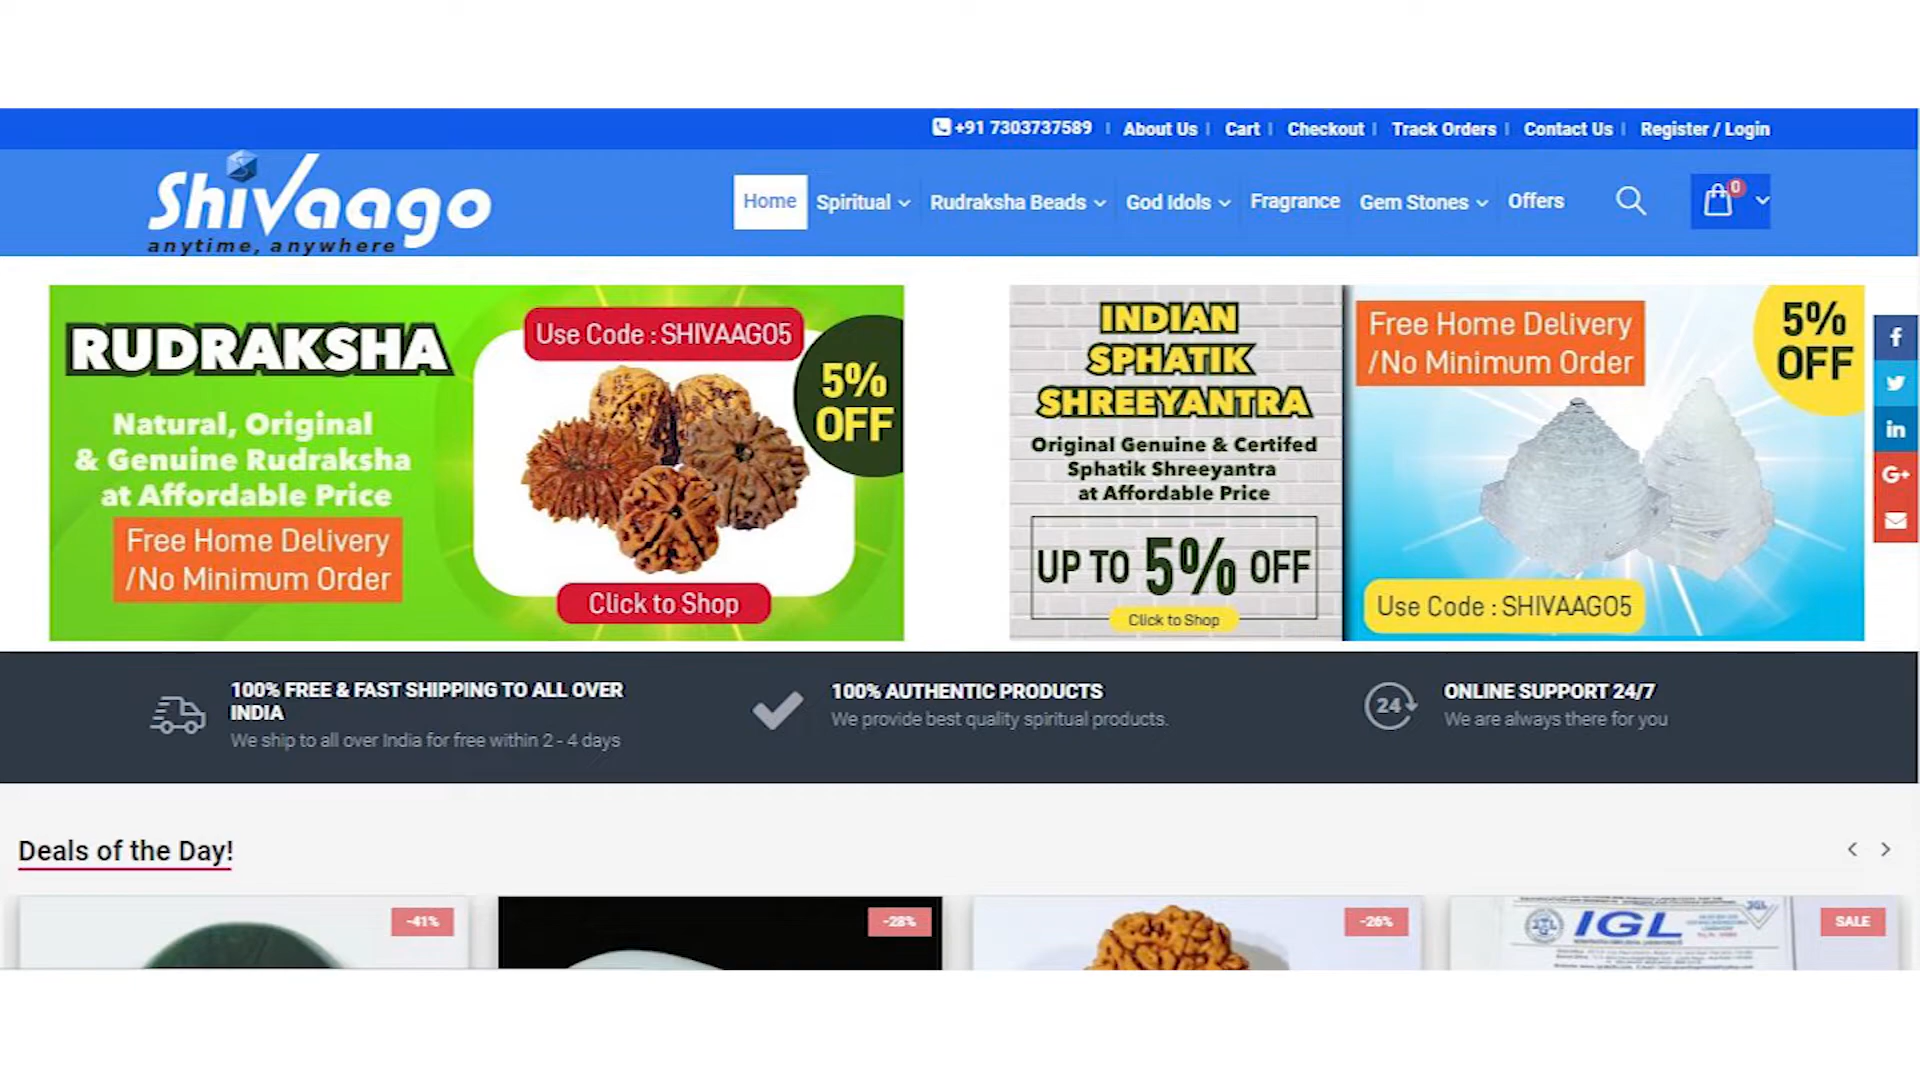 +91 7303737589 | About Us | Cart | Checkout | Track Orders | Contact Us | Register / Login
Shivaago
anytime, anywhere
Home Spiritual Rudraksha Beads God Idols Fragrance Gem Stones Offers
0
RUDRAKSHA
Natural, Original
& Genuine Rudraksha
at Affordable Price
Free Home Delivery
/No Minimum Order
Use Code : SHIVAAGO5
5%
OFF
Click to Shop
INDIAN
SPHATIK
SHREEYANTRA
Original Genuine & Certifed
Sphatik Shreeyantra
at Affordable Price
UP TO 5% OFF
Click to Shop
Free Home Delivery
/No Minimum Order
5%
OFF
Use Code : SHIVAAGO5
f
in
G+
100% FREE & FAST SHIPPING TO ALL OVER
INDIA
We ship to all over India for free within 2 - 4 days
100% AUTHENTIC PRODUCTS
We provide best quality spiritual products.
24
ONLINE SUPPORT 24/7
We are always there for you
Deals of the Day!
-41%
-28%
-26%
IGL
SALE